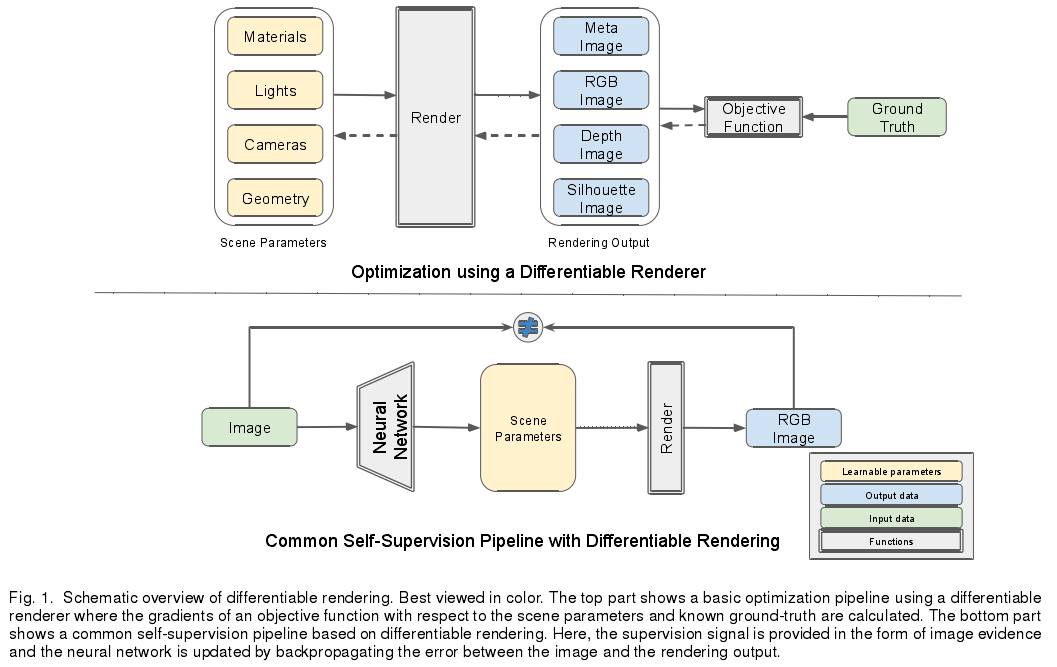 Materials
Lights
Cameras
Geometry
Scene Parameters
Render
Meta
Image
RGB
Image
Depth
Image
Silhouette
Image
Rendering Output
Objective
Function
Ground
Truth
Optimization using a Differentiable Renderer
≠
Image
Neural
Network
Scene
Parameters
Render
RGB
Image
Learnable parameters
Output data
Input data
Functions
Common Self-Supervision Pipeline with Differentiable Rendering
Fig. 1. Schematic overview of differentiable rendering. Best viewed in color. The top part shows a basic optimization pipeline using a differentiable
renderer where the gradients of an objective function with respect to the scene parameters and known ground-truth are calculated. The bottom part
shows a common self-supervision pipeline based on differentiable rendering. Here, the supervision signal is provided in the form of image evidence
and the neural network is updated by backpropagating the error between the image and the rendering output.